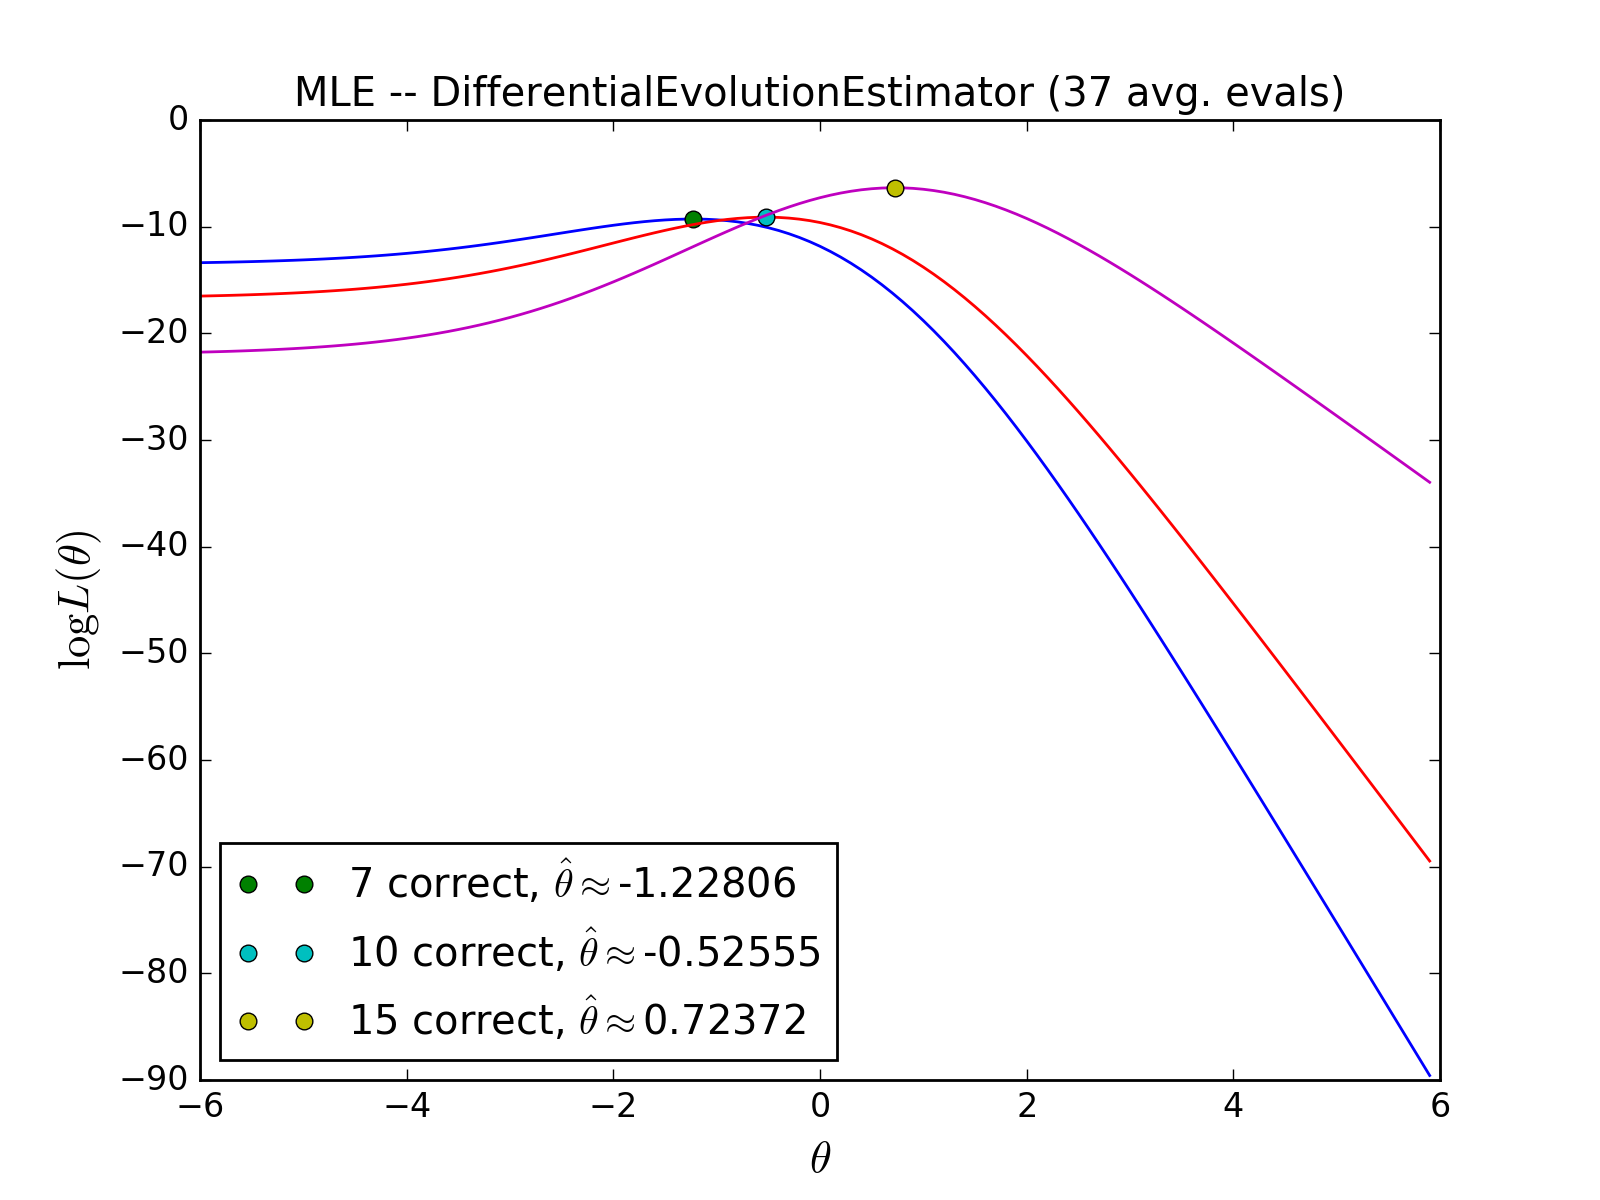 MLE -- DifferentialEvolutionEstimator (37 avg. evals)
0
−10
−20
−30
−40
−50
−60
−70
−80
−90
log L(θ)
7 correct, θ̂ ≈ -1.22806
10 correct, θ̂ ≈ -0.52555
15 correct, θ̂ ≈ 0.72372
−6 −4 −2 0 2 4 6
θ